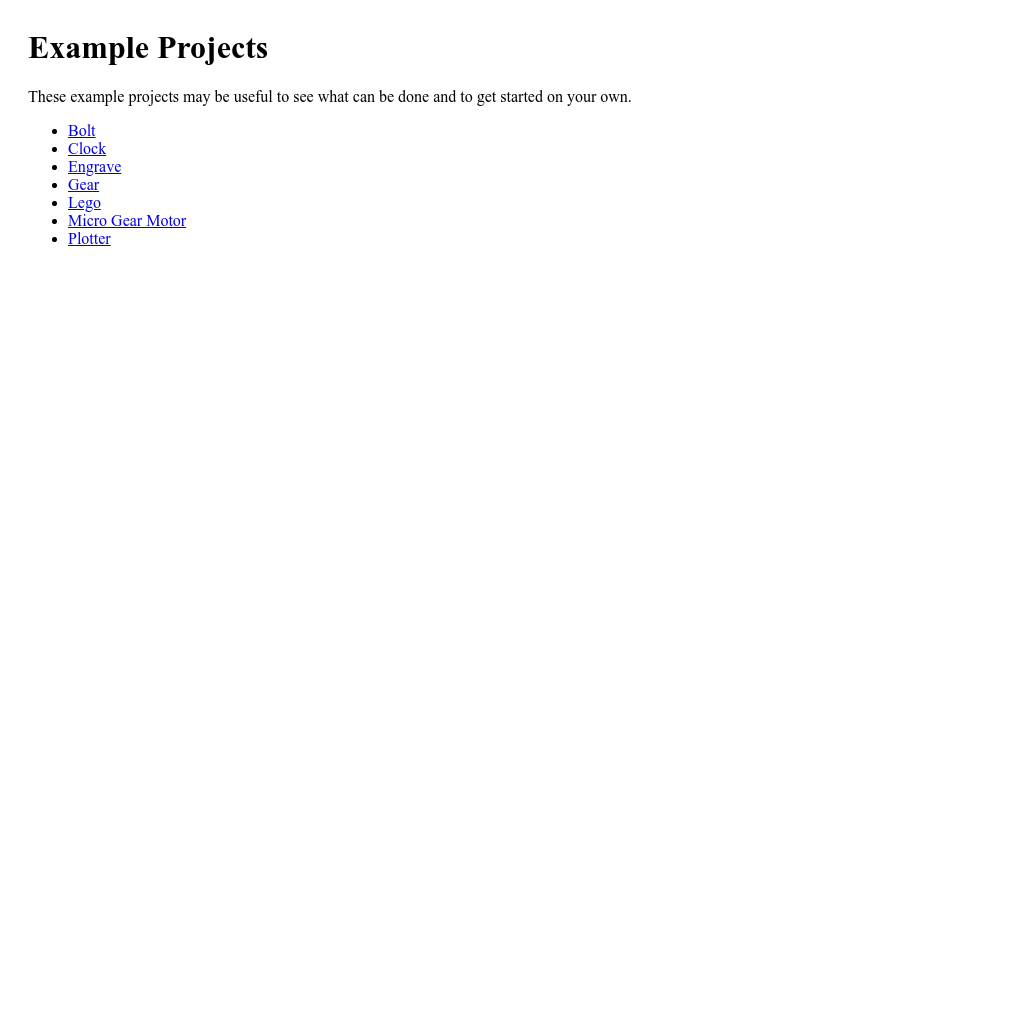 Example Projects
These example projects may be useful to see what can be done and to get started on your own.
Bolt
Clock
Engrave
Gear
Lego
Micro Gear Motor
Plotter